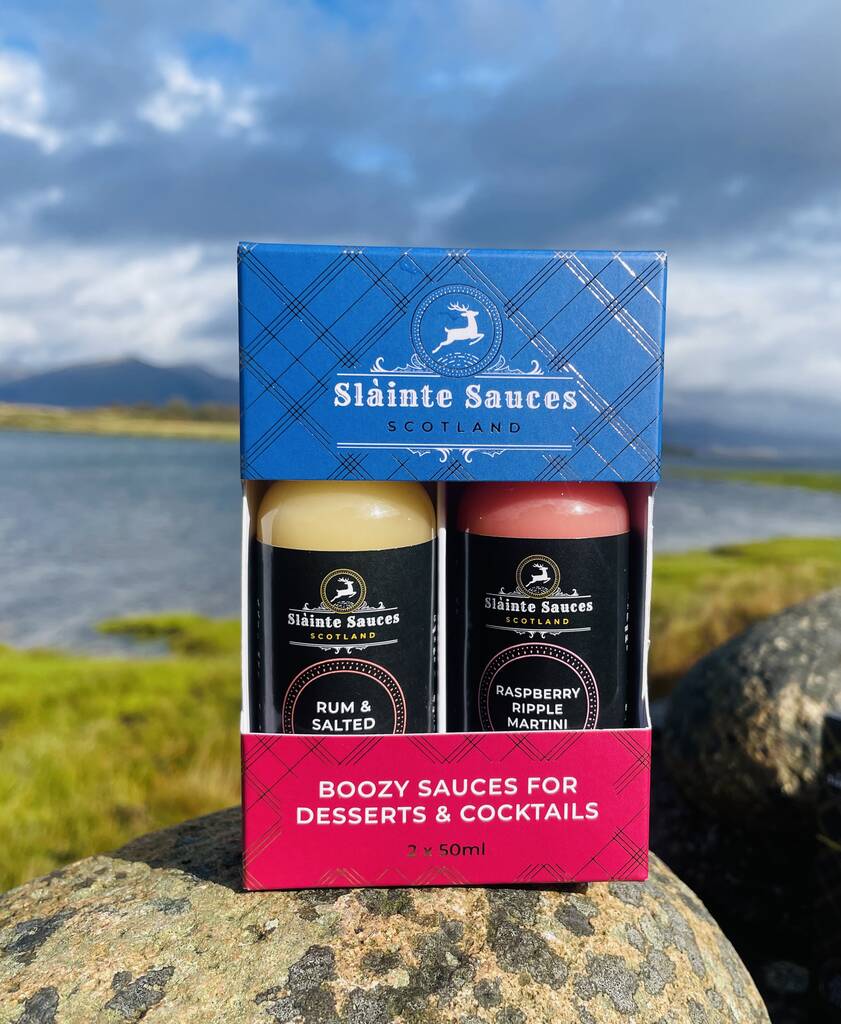 Slàinte Sauces
SCOTLAND
Slàinte Sauces
SCOTLAND
RUM &
SALTED
Slàinte Sauces
SCOTLAND
RASPBERRY
RIPPLE
MARTINI
BOOZY SAUCES FOR
DESSERTS & COCKTAILS
2 x 50ml